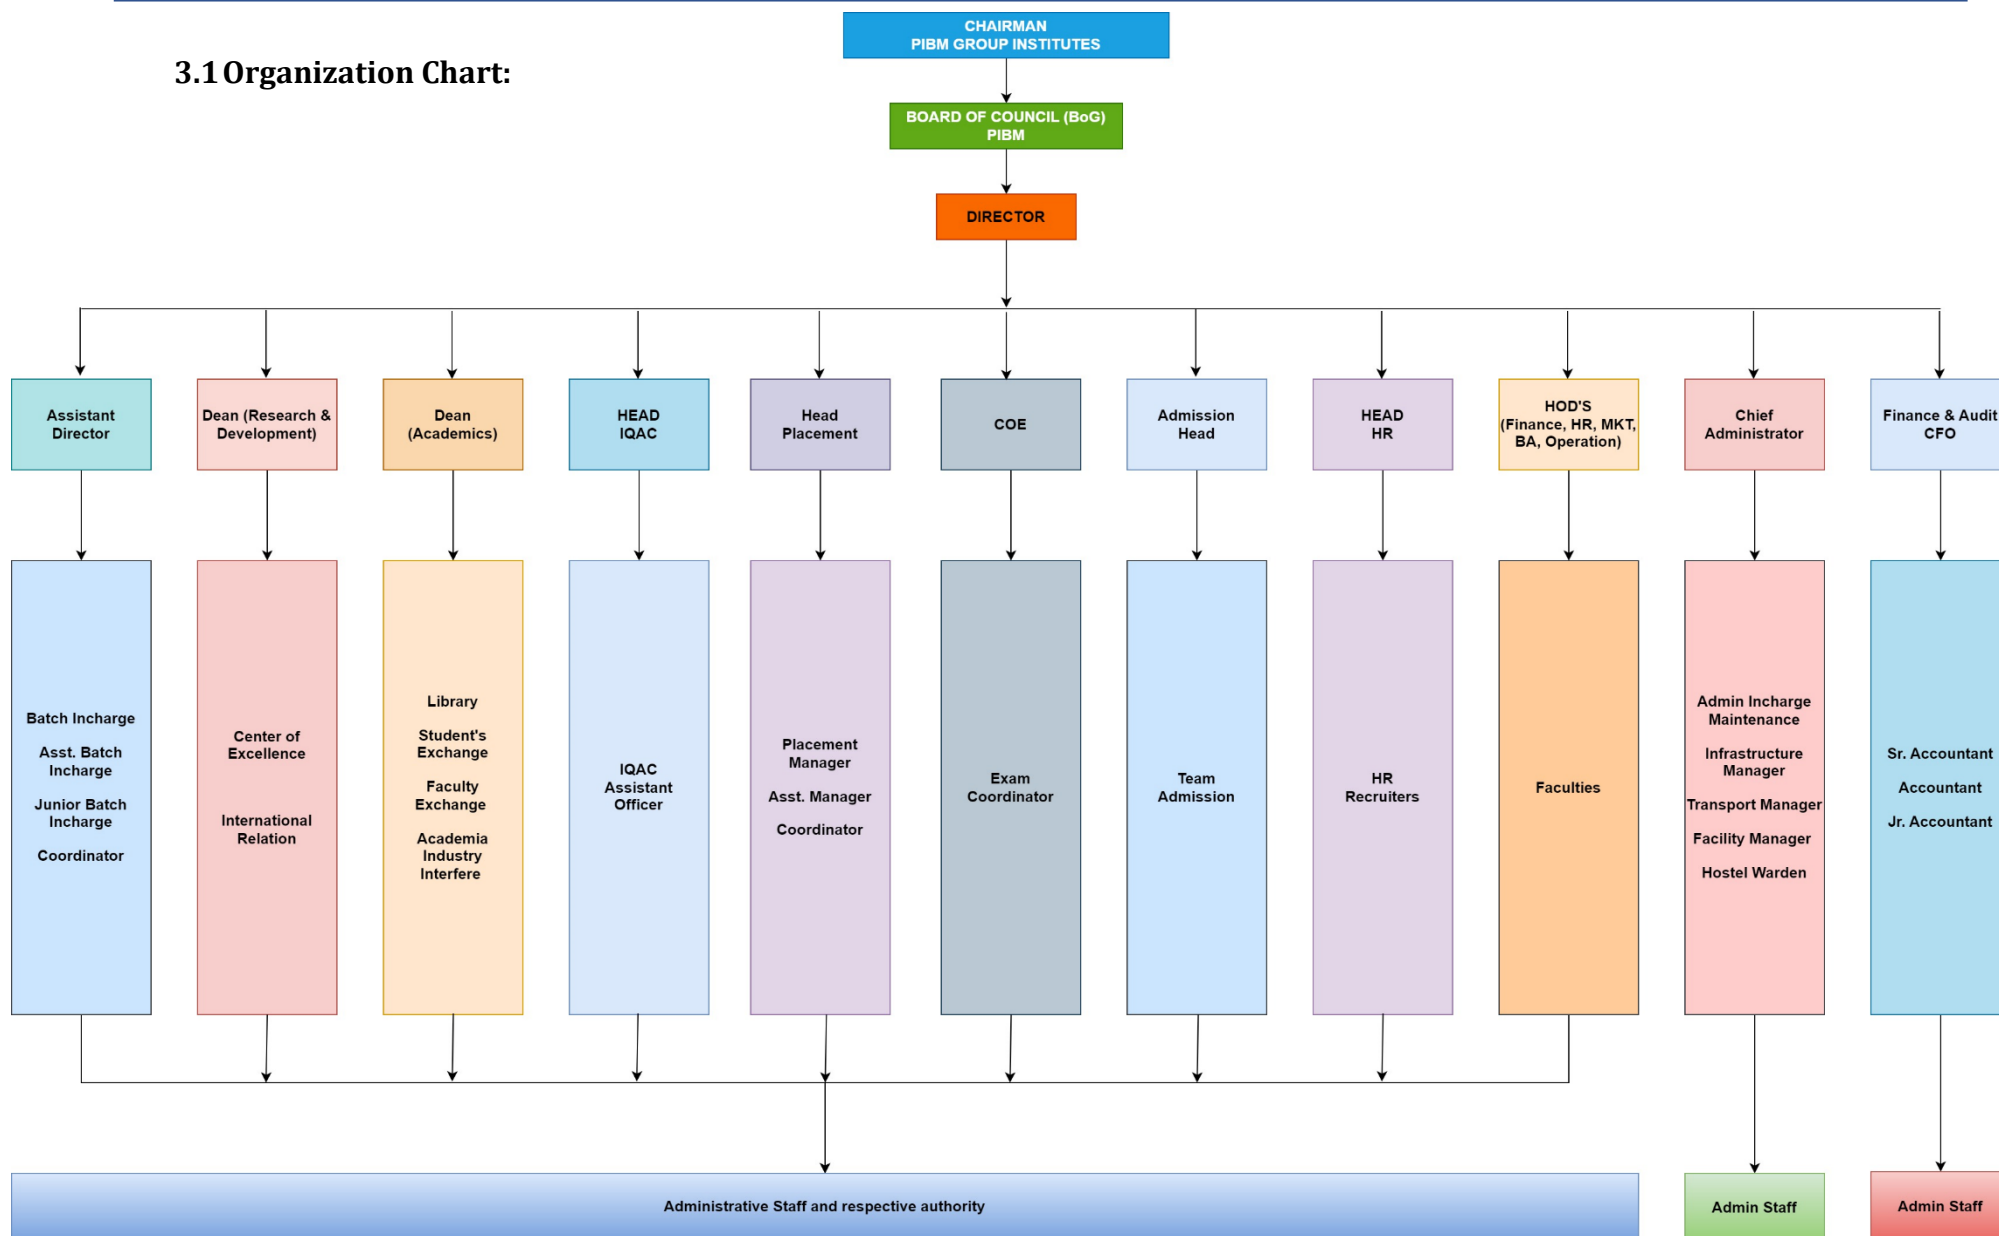 CHAIRMAN
PIBM GROUP INSTITUTES
3.1 Organization Chart:
BOARD OF COUNCIL (BoG)
PIBM
DIRECTOR
Assistant
Director
Dean (Research &
Development)
Dean
(Academics)
HEAD
IQAC
Head
Placement
COE
Admission
Head
HEAD
HR
HOD'S
(Finance, HR, MKT,
BA, Operation)
Chief
Administrator
Finance & Audit
CFO
Batch Incharge
Asst. Batch
Incharge
Junior Batch
Incharge
Coordinator
Center of
Excellence
International
Relation
Library
Student's
Exchange
Faculty
Exchange
Academia
Industry
Interfere
IQAC
Assistant
Officer
Placement
Manager
Asst. Manager
Coordinator
Exam
Coordinator
Team
Admission
HR
Recruiters
Faculties
Admin Incharge
Maintenance
Infrastructure
Manager
Transport Manager
Facility Manager
Hostel Warden
Sr. Accountant
Accountant
Jr. Accountant
Administrative Staff and respective authority
Admin Staff
Admin Staff